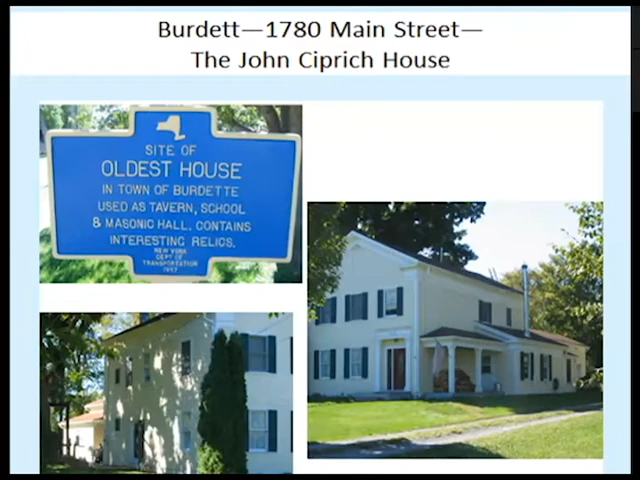 Burdett—1780 Main Street—
The John Ciprich House
SITE OF
OLDEST HOUSE
IN TOWN OF BURDETTE
USED AS TAVERN, SCHOOL
& MASONIC HALL. CONTAINS
INTERESTING RELICS.
NEW YORK
DEPT OF
TRANSPORTATION